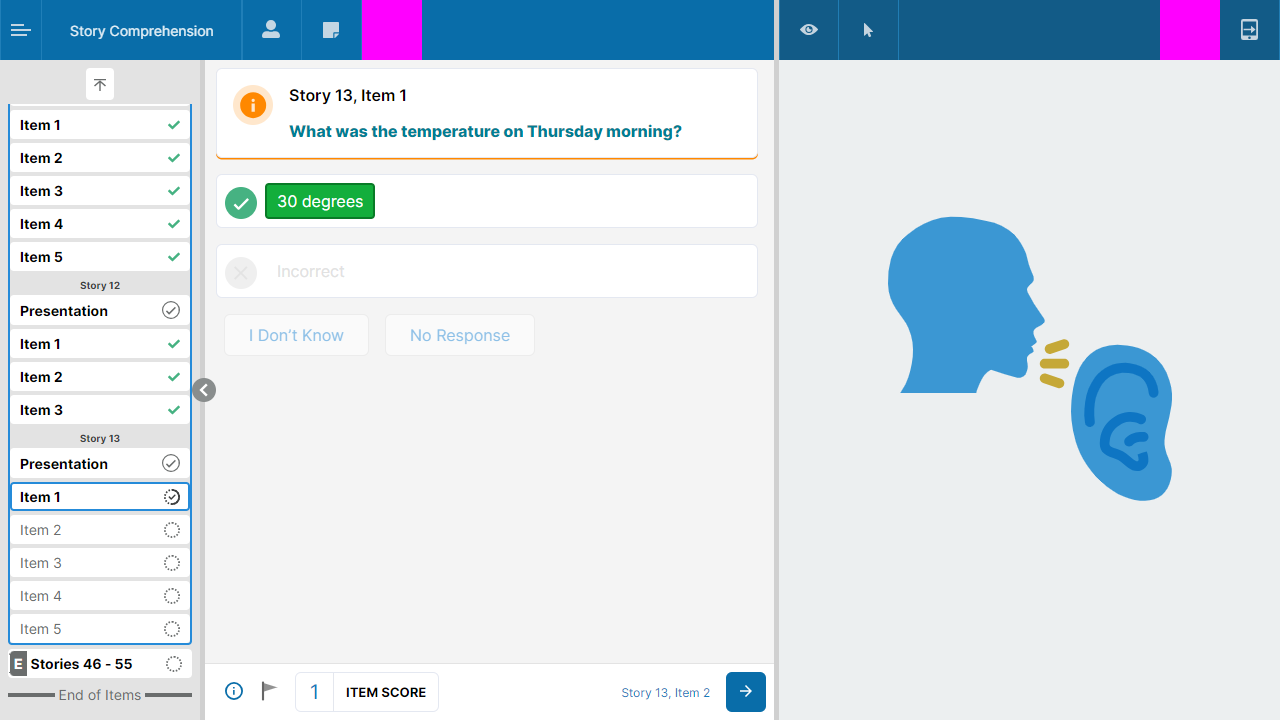 Story Comprehension
Item 1
Item 2
Item 3
Item 4
Item 5
Story 12
Presentation
Item 1
Item 2
Item 3
Story 13
Presentation
Item 1
Item 2
Item 3
Item 4
Item 5
E Stories 46 - 55
End of Items
Story 13, Item 1
What was the temperature on Thursday morning?
30 degrees
Incorrect
I Don't Know
No Response
1 ITEM SCORE
Story 13, Item 2